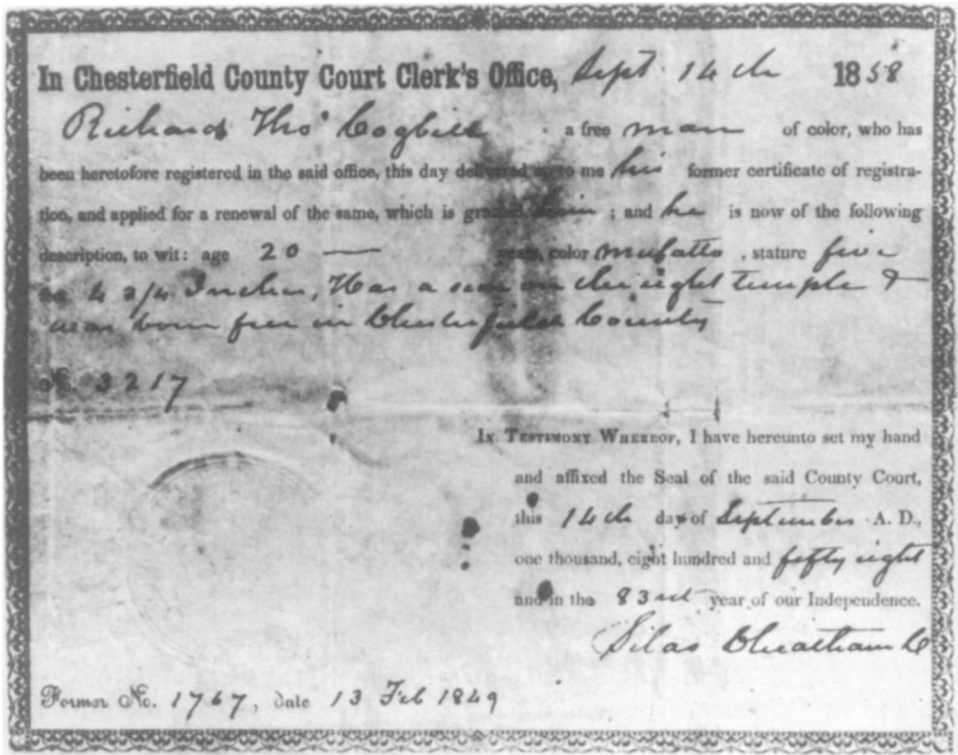 In Chesterfield County Court Clerk's Office, Sept 14th 1858
Richard Thos Cogbill a free man of color, who has
been heretofore registered in the said office, this day delivered up to me his former certificate of registra-
tion, and applied for a renewal of the same, which is granted him ; and he is now of the following
description, to wit: age 20 — years, color mulatto , stature five
4 3/4 Inches, Has a scar on the right temple &
was born free in Chesterfield County
No. 3217
In Testimony Whereof, I have hereunto set my hand
and affixed the Seal of the said County Court,
this 14th day of September A. D.,
one thousand, eight hundred and fifty eight
and in the 83rd year of our Independence.
Silas Cheatham C
Former No. 1767, date 13 Feb 1849